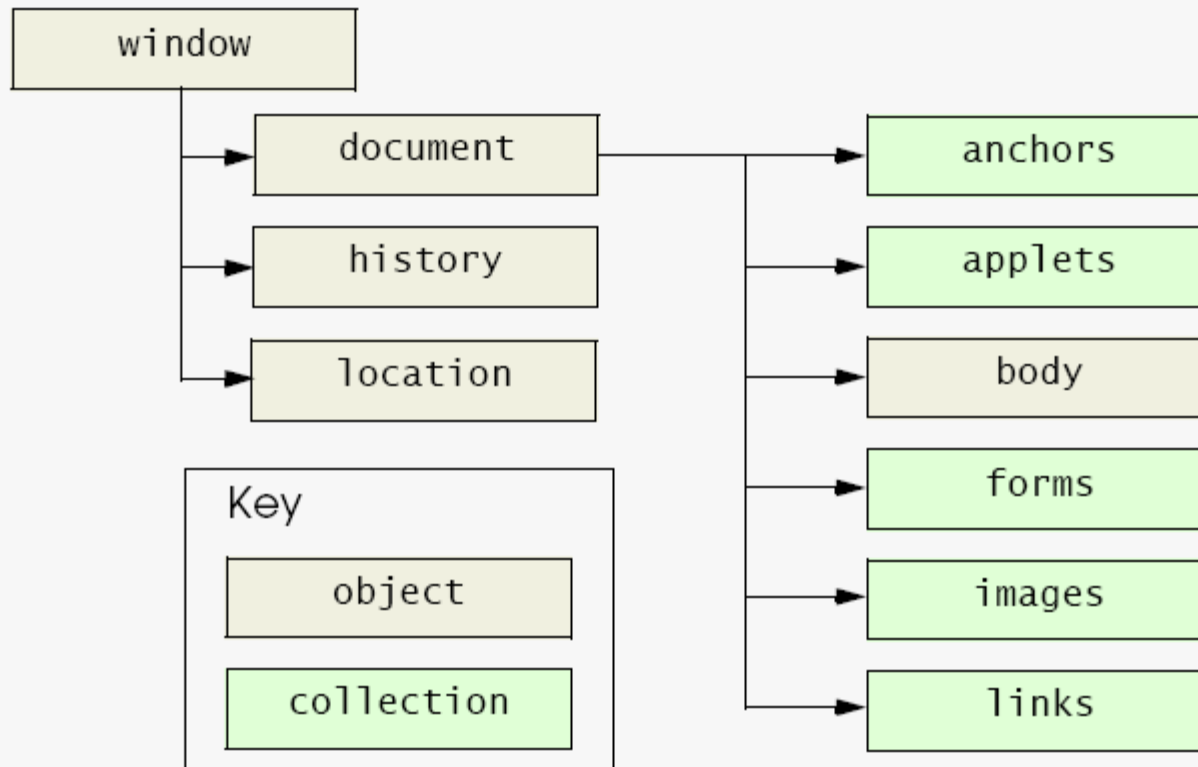 window
document
anchors
history
applets
location
body
Key
forms
object
images
collection
links